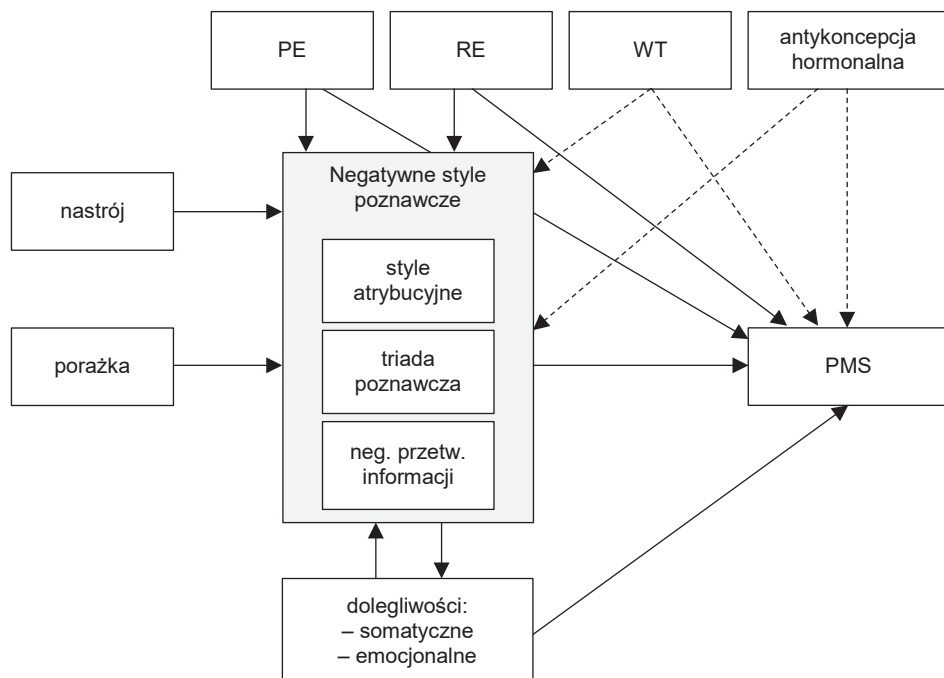 PE
RE
WT
antykoncepcja
hormonalna
Negatywne style
poznawcze
nastrój
style
atrybucyjne
porażka
triada
poznawcza
PMS
neg. przetw.
informacji
dolegliwości:
– somatyczne
– emocjonalne